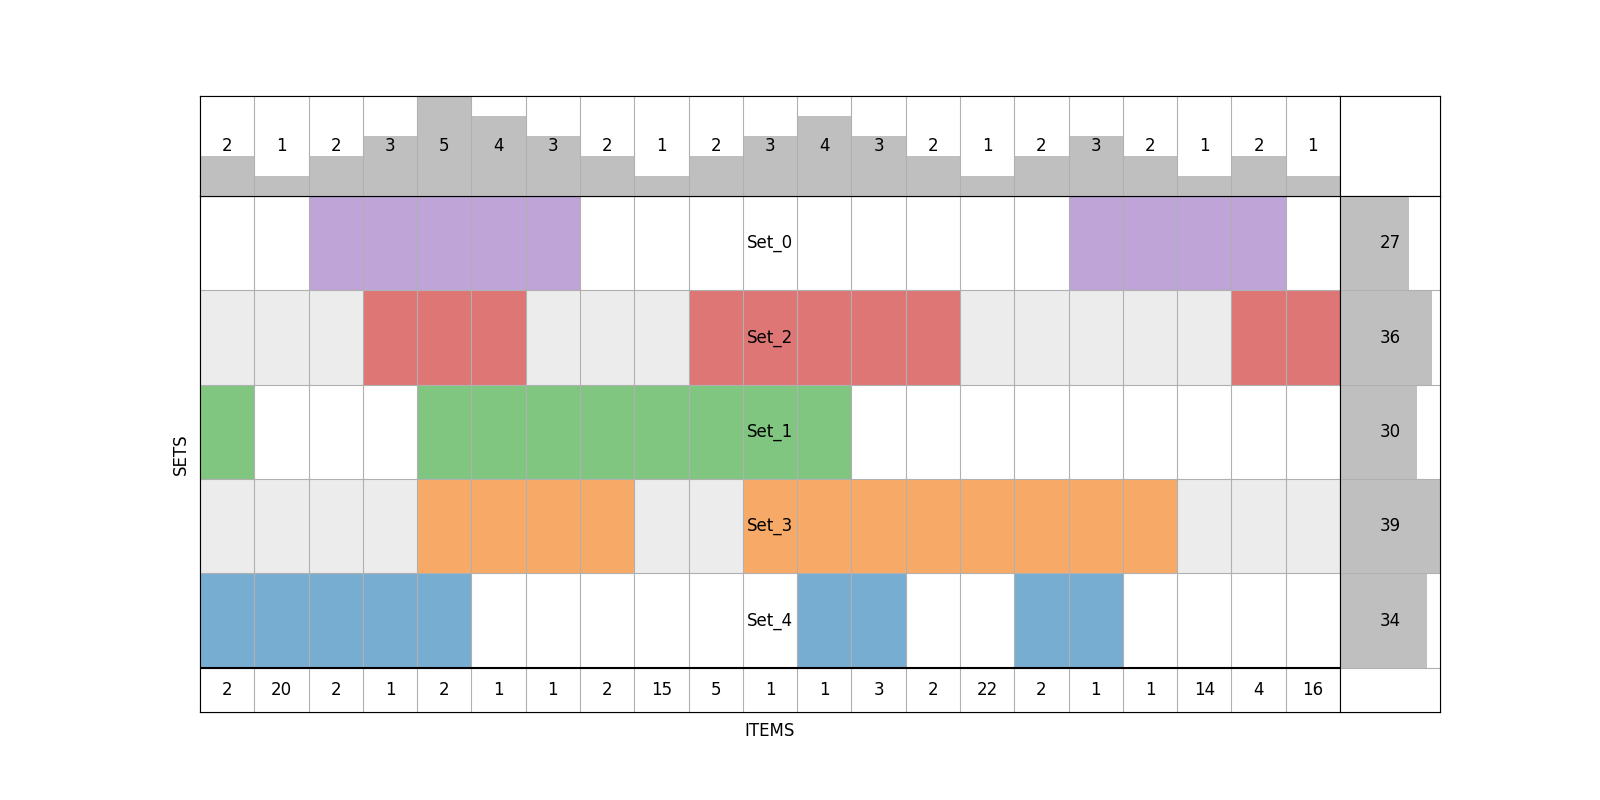 2 1 2 3 5 4 3 2 1 2 3 4 3 2 1 2 3 2 1 2 1
Set_0 27
Set_2 36
Set_1 30
SETS
Set_3 39
Set_4 34
2 20 2 1 2 1 1 2 15 5 1 1 3 2 22 2 1 1 14 4 16
ITEMS